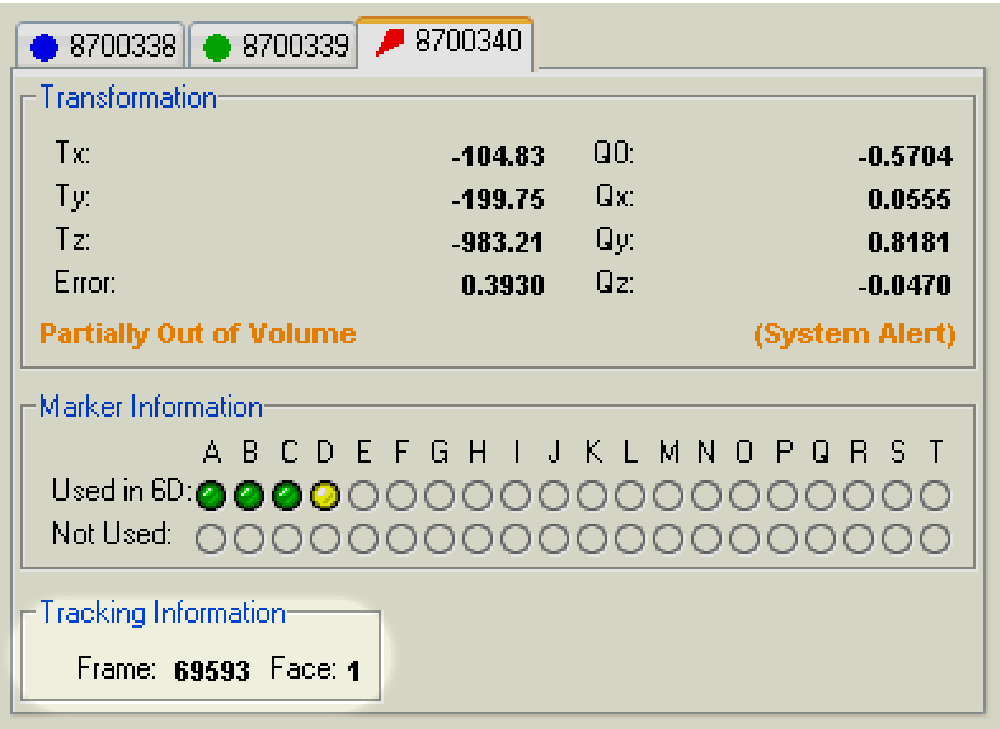 8700338 8700339 8700340
Transformation
Tx: -104.83 Q0: -0.5704
Ty: -199.75 Qx: 0.0555
Tz: -983.21 Qy: 0.8181
Error: 0.3930 Qz: -0.0470
Partially Out of Volume (System Alert)
Marker Information
A B C D E F G H I J K L M N O P Q R S T
Used in 6D:
Not Used:
Tracking Information
Frame: 69593 Face: 1